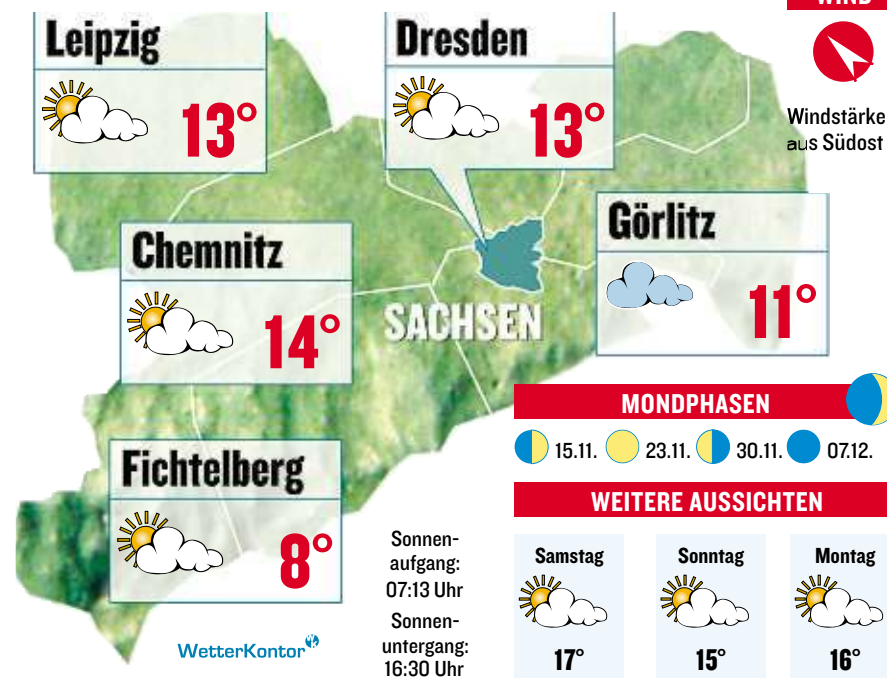 WIND
Leipzig
13°
Dresden
13°
Windstärke
aus Südost
Chemnitz
14°
Görlitz
11°
SACHSEN
Fichtelberg
8°
MONDPHASEN
15.11. 23.11. 30.11. 07.12.
WEITERE AUSSICHTEN
Samstag
17°
Sonntag
15°
Montag
16°
Sonnen-
aufgang:
07:13 Uhr
Sonnen-
untergang:
16:30 Uhr
WetterKontor